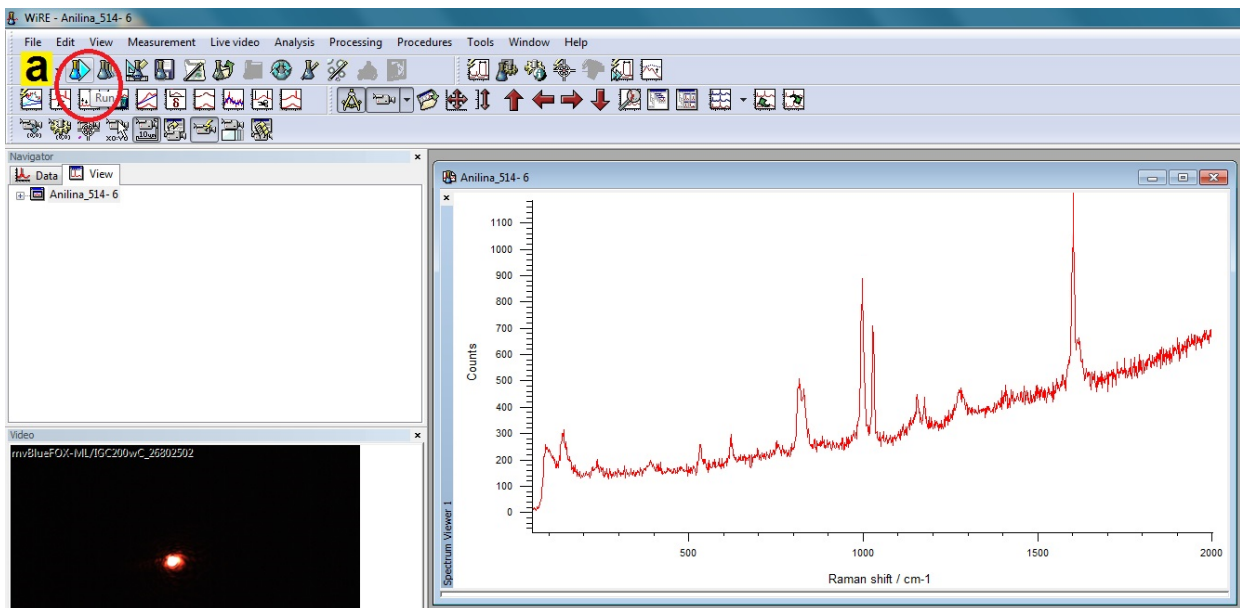 WiRE - Anilina_514- 6
File Edit View Measurement Live video Analysis Processing Procedures Tools Window Help
a
Run
Navigator
Data View
Anilina_514- 6
Anilina_514- 6
1100
1000
900
800
700
600
500
400
300
200
100
0
Counts
500 1000 1500 2000
Raman shift / cm-1
Spectrum Viewer 1
Video
mvBlueFOX-ML/IGC200wC_26802502